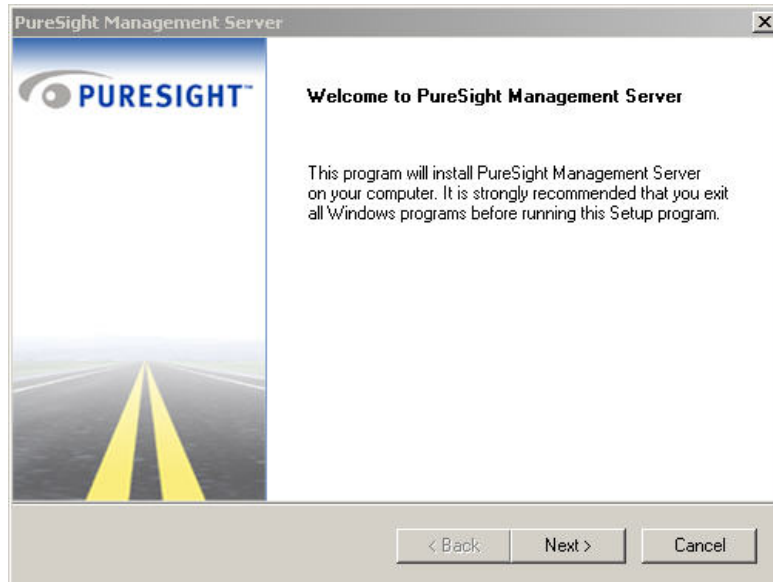 PureSight Management Server
PURESIGHT™
Welcome to PureSight Management Server
This program will install PureSight Management Server
on your computer. It is strongly recommended that you exit
all Windows programs before running this Setup program.
< Back
Next >
Cancel